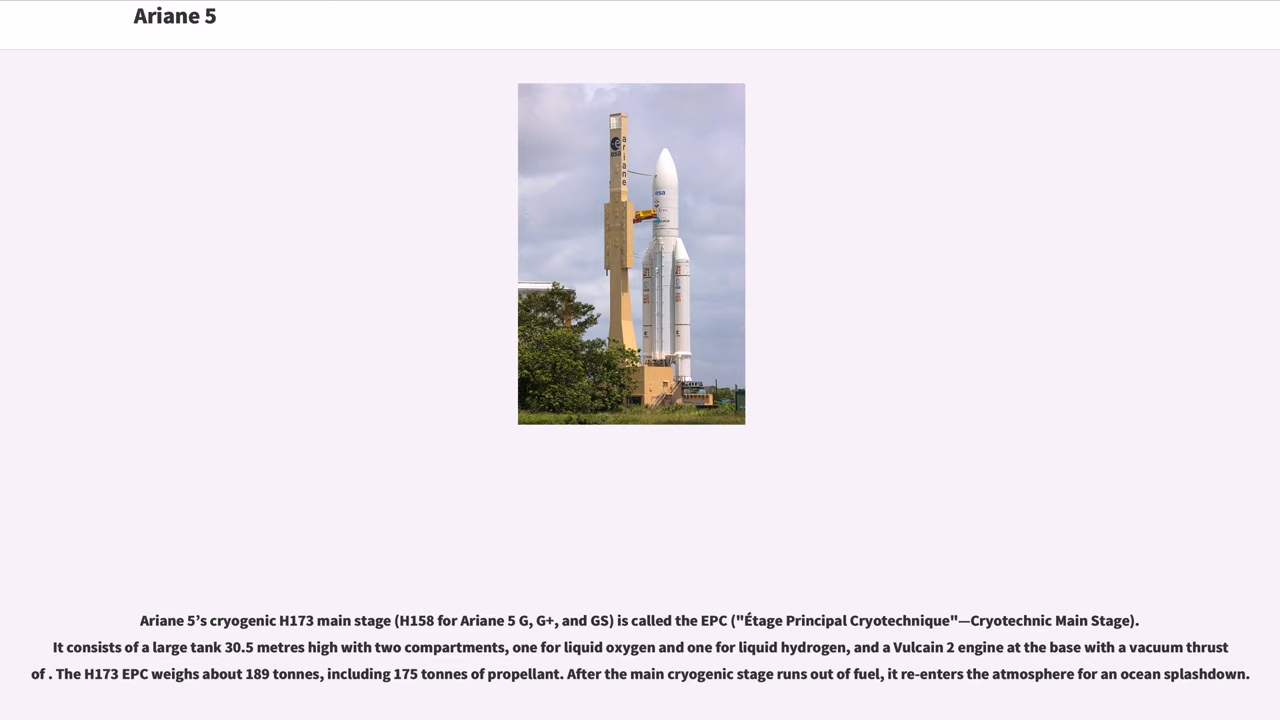 Ariane 5
esa
ariane
esa
Ariane 5’s cryogenic H173 main stage (H158 for Ariane 5 G, G+, and GS) is called the EPC ("Étage Principal Cryotechnique"—Cryotechnic Main Stage).
It consists of a large tank 30.5 metres high with two compartments, one for liquid oxygen and one for liquid hydrogen, and a Vulcain 2 engine at the base with a vacuum thrust
of . The H173 EPC weighs about 189 tonnes, including 175 tonnes of propellant. After the main cryogenic stage runs out of fuel, it re-enters the atmosphere for an ocean splashdown.